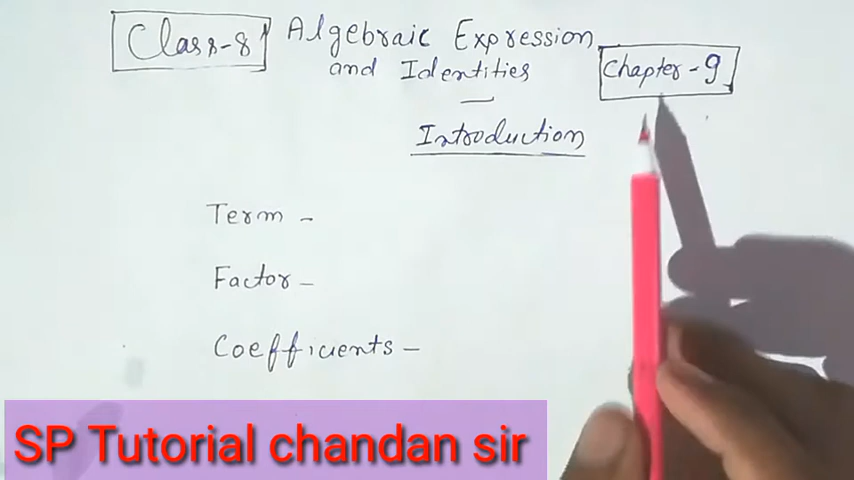 Class-8
Algebraic Expression
and Identities
Chapter-9
Introduction
Term -
Factor -
Coefficients -
SP Tutorial chandan sir